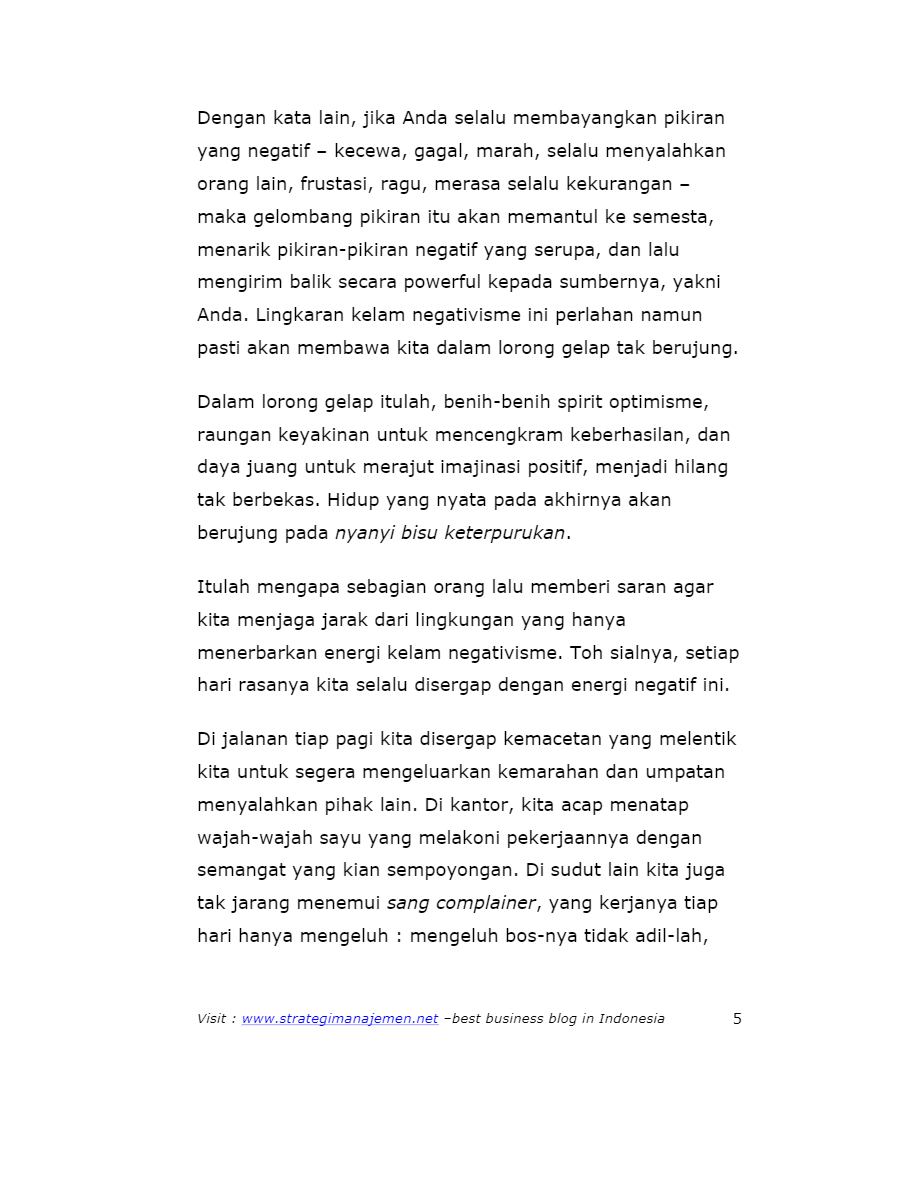 Dengan kata lain, jika Anda selalu membayangkan pikiran
yang negatif – kecewa, gagal, marah, selalu menyalahkan
orang lain, frustasi, ragu, merasa selalu kekurangan –
maka gelombang pikiran itu akan memantul ke semesta,
menarik pikiran-pikiran negatif yang serupa, dan lalu
mengirim balik secara powerful kepada sumbernya, yakni
Anda. Lingkaran kelam negativisme ini perlahan namun
pasti akan membawa kita dalam lorong gelap tak berujung.
Dalam lorong gelap itulah, benih-benih spirit optimisme,
raungan keyakinan untuk mencengkram keberhasilan, dan
daya juang untuk merajut imajinasi positif, menjadi hilang
tak berbekas. Hidup yang nyata pada akhirnya akan
berujung pada nyanyi bisu keterpurukan.
Itulah mengapa sebagian orang lalu memberi saran agar
kita menjaga jarak dari lingkungan yang hanya
menerbarkan energi kelam negativisme. Toh sialnya, setiap
hari rasanya kita selalu disergap dengan energi negatif ini.
Di jalanan tiap pagi kita disergap kemacetan yang melentik
kita untuk segera mengeluarkan kemarahan dan umpatan
menyalahkan pihak lain. Di kantor, kita acap menatap
wajah-wajah sayu yang melakoni pekerjaannya dengan
semangat yang kian sempoyongan. Di sudut lain kita juga
tak jarang menemui sang complainer, yang kerjanya tiap
hari hanya mengeluh : mengeluh bos-nya tidak adil-lah,
Visit : www.strategimanajemen.net –best business blog in Indonesia 5